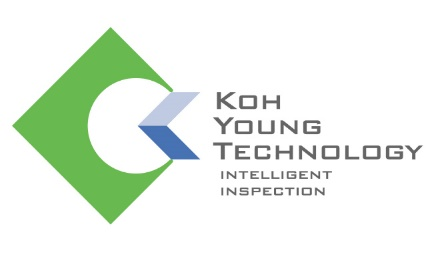 KOH
YOUNG
TECHNOLOGY
INTELLIGENT
INSPECTION